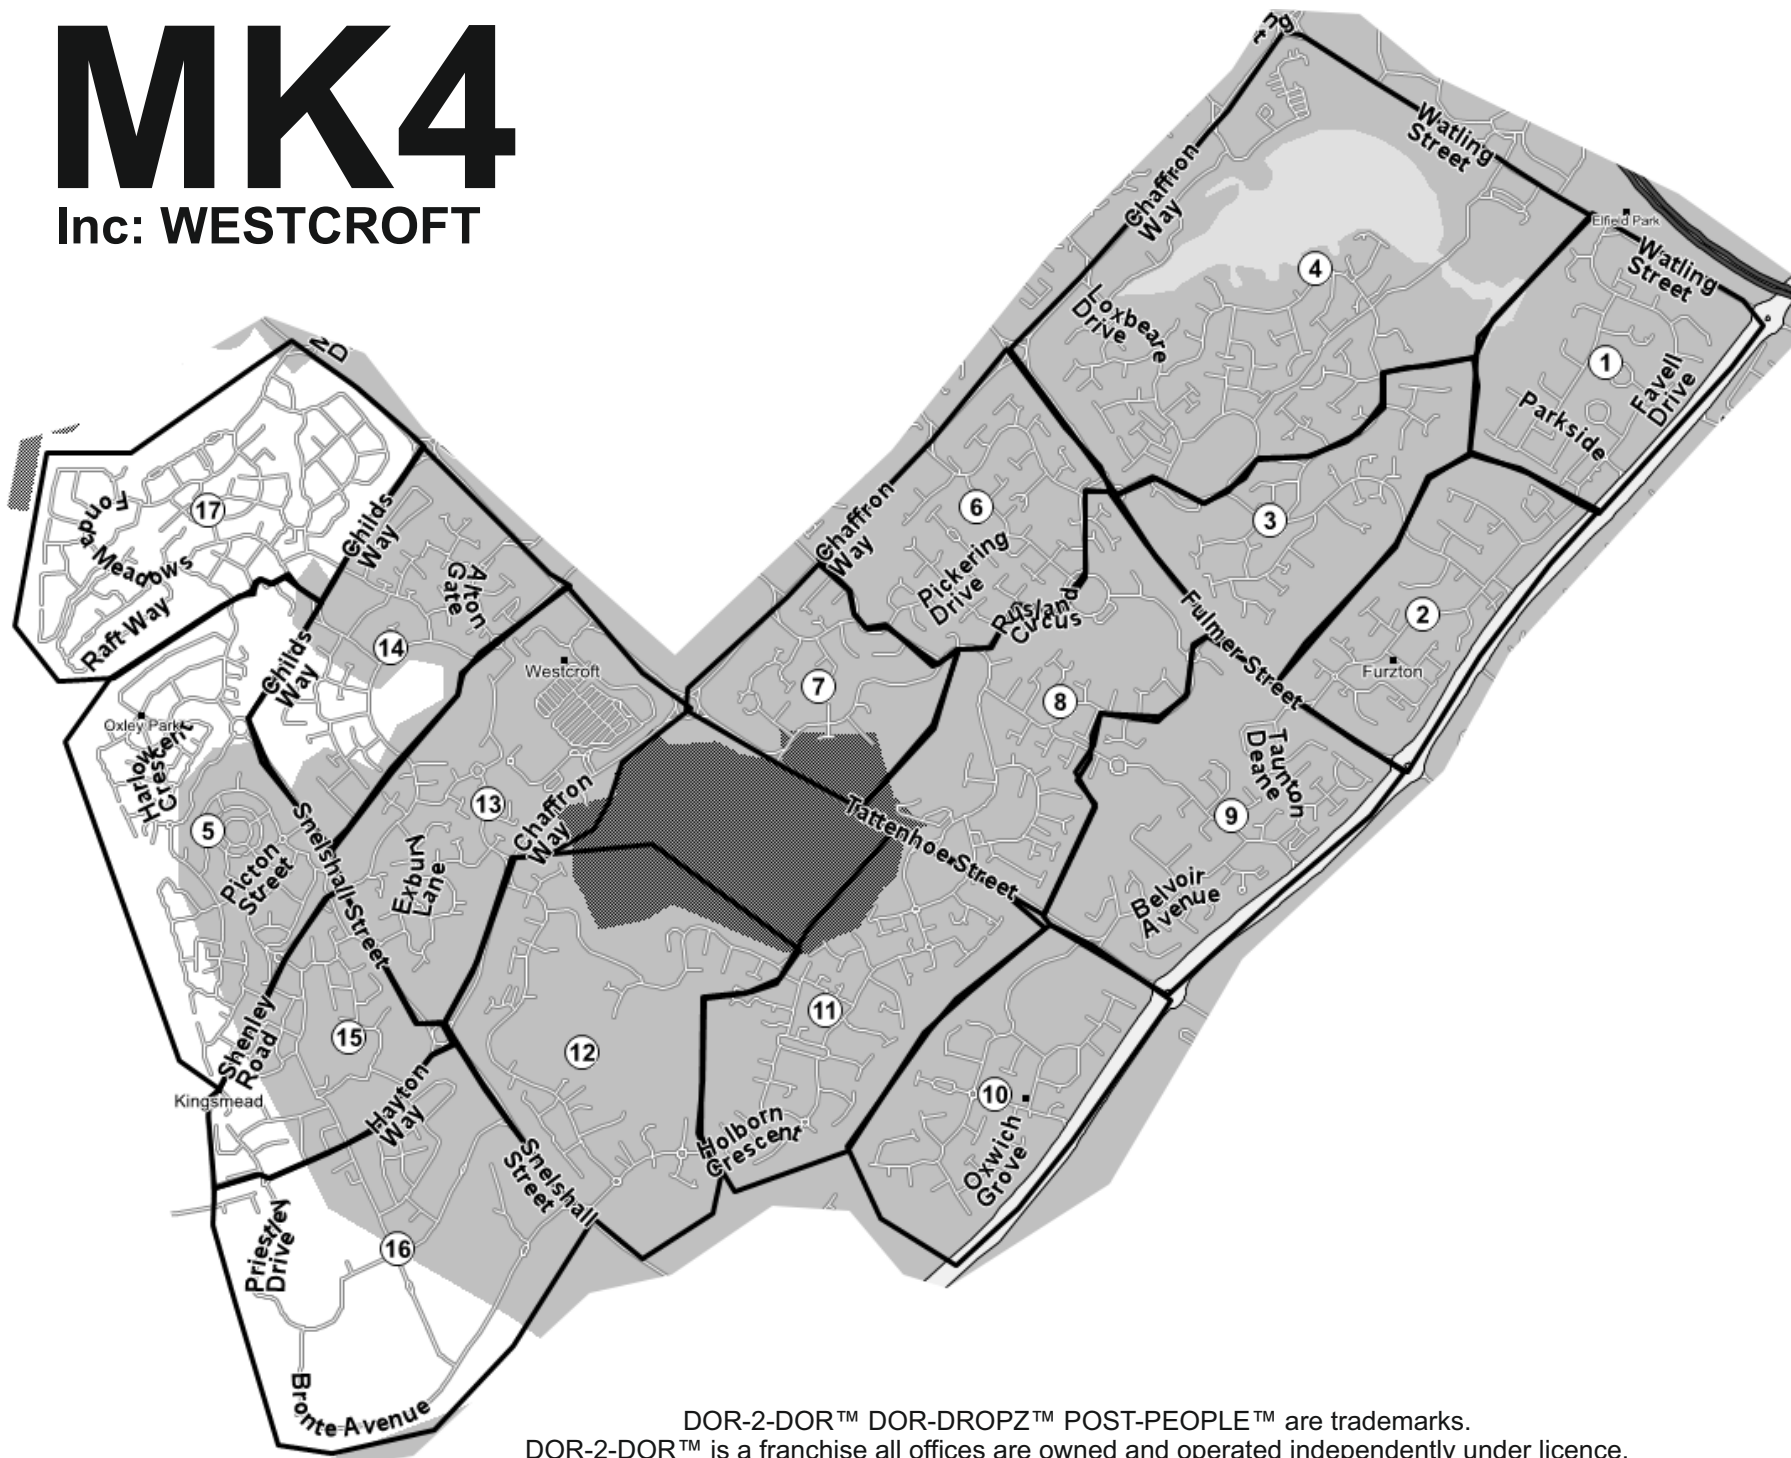 MK4
Inc: WESTCROFT
Watling
Street
Chaffron
Way
Elfield Park
Watling
Street
4
Loxbeare
Drive
1
Favell
Drive
Parkside
17
Childs
Way
Meadows
Raft Way
Alton
Gate
14
Childs
Way
Oxley Park
Harlow
Crescent
Westcroft
Chaffron
Way
6
Pickering
Drive
Rusland
Circus
3
Fulmer Street
2
Furzton
7
8
Taunton
Deane
9
Belvoir
Avenue
Tattenhoe Street
13
Chaffron
Way
Exbury
Lane
5
Picton
Street
Snelshall Street
Shenley
Road
15
Kingsmead
Hayton
Way
12
11
10
Oxwich
Grove
Holborn
Crescent
Snelshall
Street
Priestley
Drive
16
Bronte Avenue
DOR-2-DOR™ DOR-DROPZ™ POST-PEOPLE™ are trademarks.
DOR-2-DOR™ is a franchise all offices are owned and operated independently under licence.